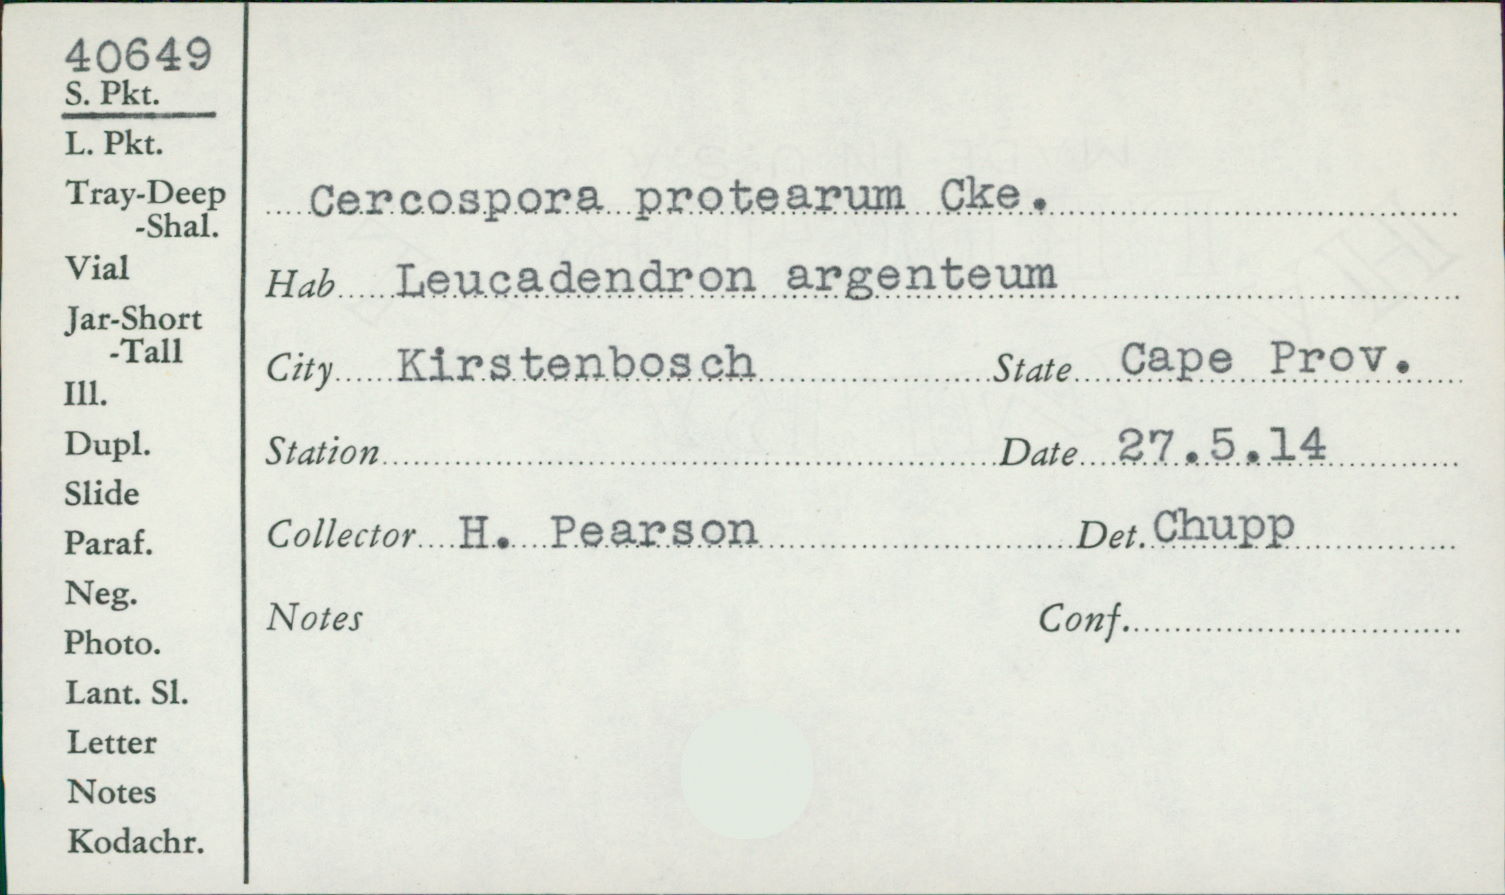 40649
S. Pkt.
L. Pkt.
Tray-Deep
-Shal.
Vial
Jar-Short
-Tall
Ill.
Dupl.
Slide
Paraf.
Neg.
Photo.
Lant. Sl.
Letter
Notes
Kodachr.
Cercospora protearum Cke.
Hab Leucadendron argenteum
City Kirstenbosch State Cape Prov.
Station Date 27.5.14
Collector H. Pearson Det. Chupp
Notes Conf.